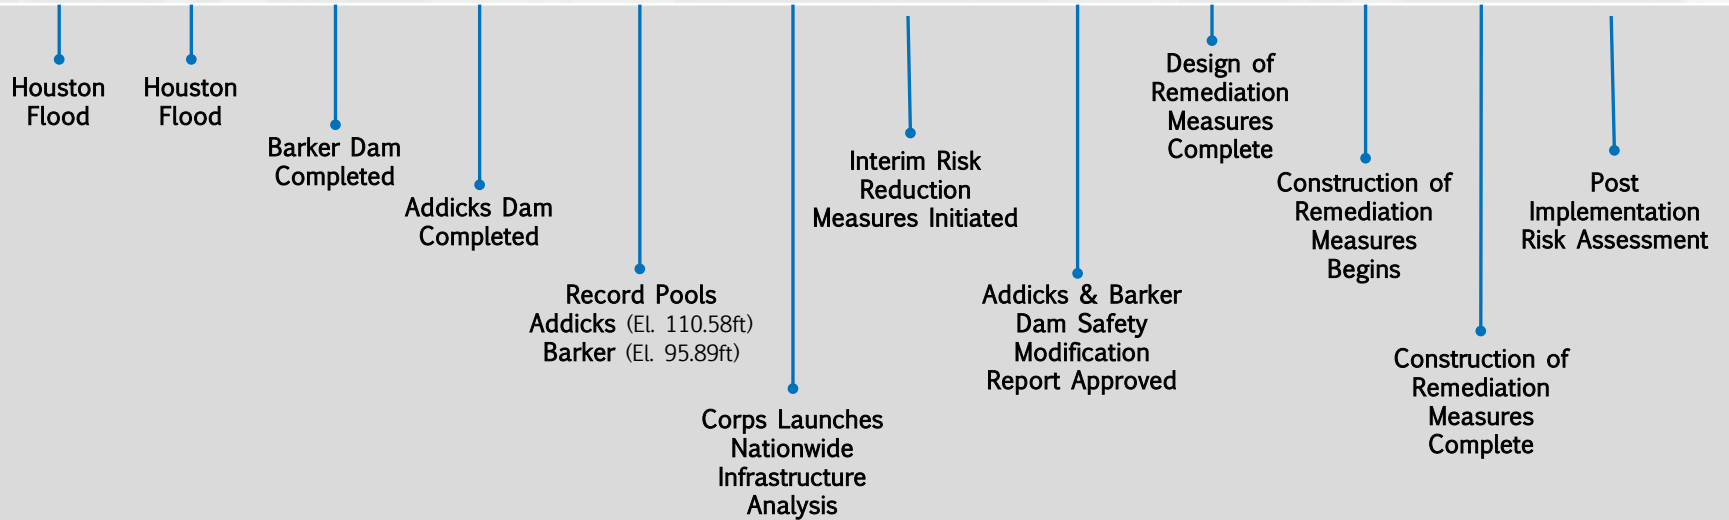 Houston
Flood
Houston
Flood
Barker Dam
Completed
Addicks Dam
Completed
Record Pools
Addicks (El. 110.58ft)
Barker (El. 95.89ft)
Corps Launches
Nationwide
Infrastructure
Analysis
Interim Risk
Reduction
Measures Initiated
Addicks & Barker
Dam Safety
Modification
Report Approved
Design of
Remediation
Measures
Complete
Construction of
Remediation
Measures
Begins
Construction of
Remediation
Measures
Complete
Post
Implementation
Risk Assessment